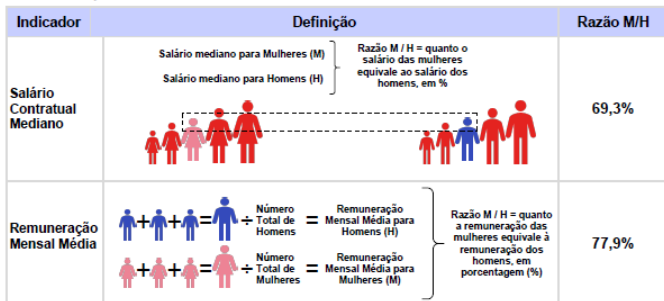 Indicador
Definição
Razão M/H
Salário
Contratual
Mediano
Salário mediano para Mulheres (M)
Salário mediano para Homens (H)
Razão M / H = quanto o
salário das mulheres
equivale ao salário dos
homens, em %
69,3%
Remuneração
Mensal Média
+ + = ÷ Número
Total de
Homens
= Remuneração
Mensal Média para
Homens (H)
+ + = ÷ Número
Total de
Mulheres
= Remuneração
Mensal Média para
Mulheres (M)
Razão M / H = quanto
a remuneração das
mulheres equivale à
remuneração dos
homens, em
porcentagem (%)
77,9%